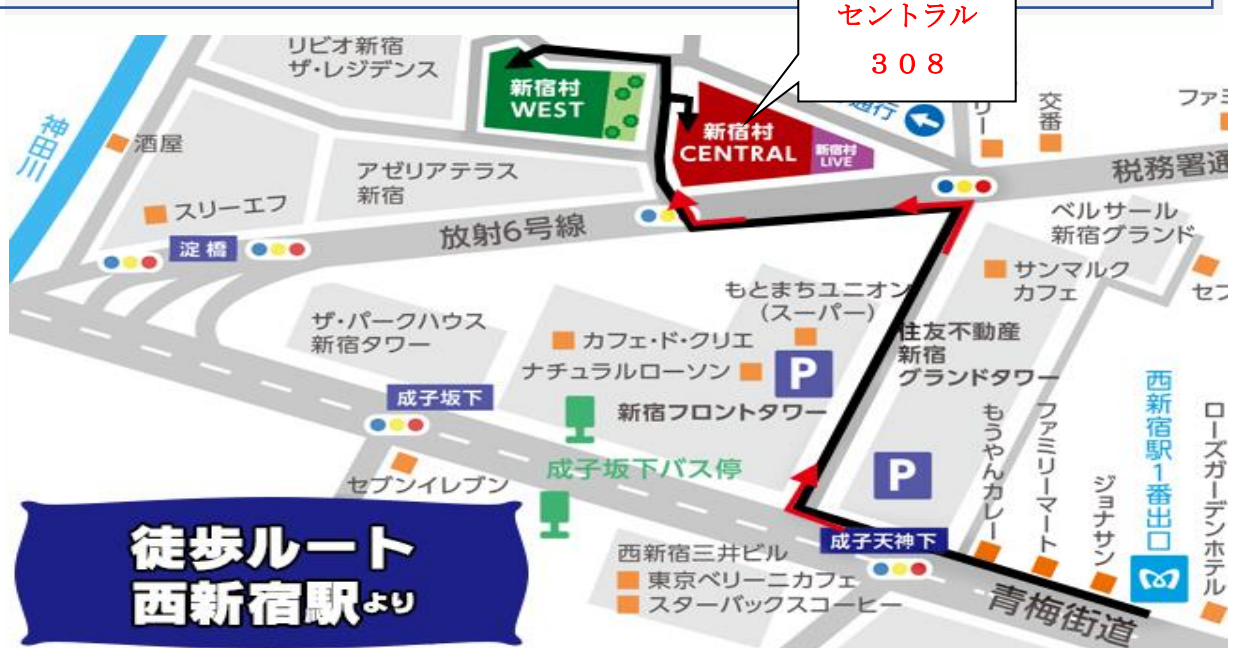 セントラル
３０８
リビオ新宿
ザ・レジデンス
新宿村
WEST
新宿村
CENTRAL
新宿村
LIVE
通行
リー
交番
ファミ
神田川
酒屋
アゼリアテラス
新宿
税務署通
スリーエフ
放射6号線
淀橋
ベルサール
新宿グランド
サンマルク
カフェ
セブ
もとまちユニオン
(スーパー)
ザ・パークハウス
新宿タワー
カフェ・ド・クリエ
ナチュラルローソン
P
住友不動産
新宿
グランドタワー
成子坂下
新宿フロントタワー
成子坂下バス停
セブンイレブン
P
もうやんカレー
ファミリーマート
ジョナサン
西新宿駅1番出口
ローズガーデンホテル
成子天神下
西新宿三井ビル
東京ベリーニカフェ
スターバックスコーヒー
青梅街道
徒歩ルート
西新宿駅より